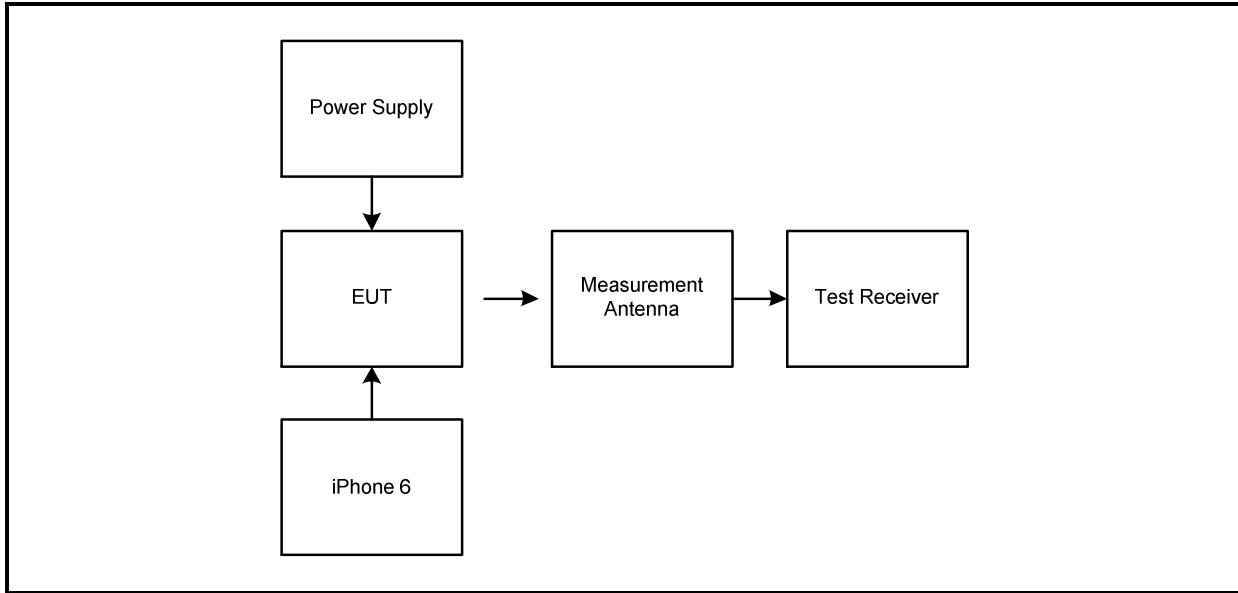 Power Supply
EUT
Measurement
Antenna
Test Receiver
iPhone 6